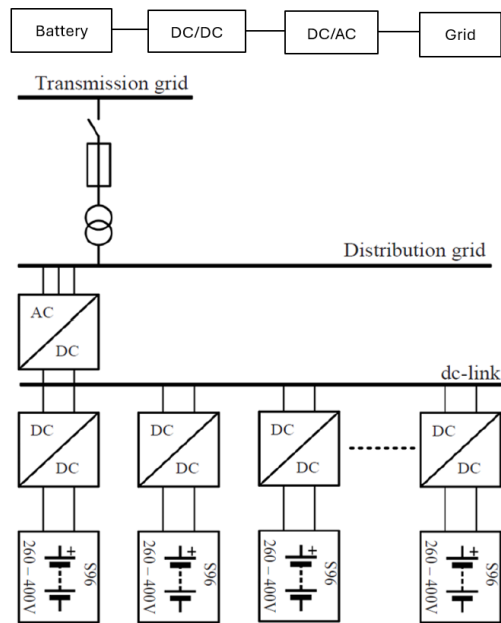 Battery
DC/DC
DC/AC
Grid
Transmission grid
Distribution grid
AC
DC
dc-link
DC
DC
DC
DC
DC
DC
DC
DC
+
S96
260–400V
+
S96
260–400V
+
S96
260–400V
+
S96
260–400V